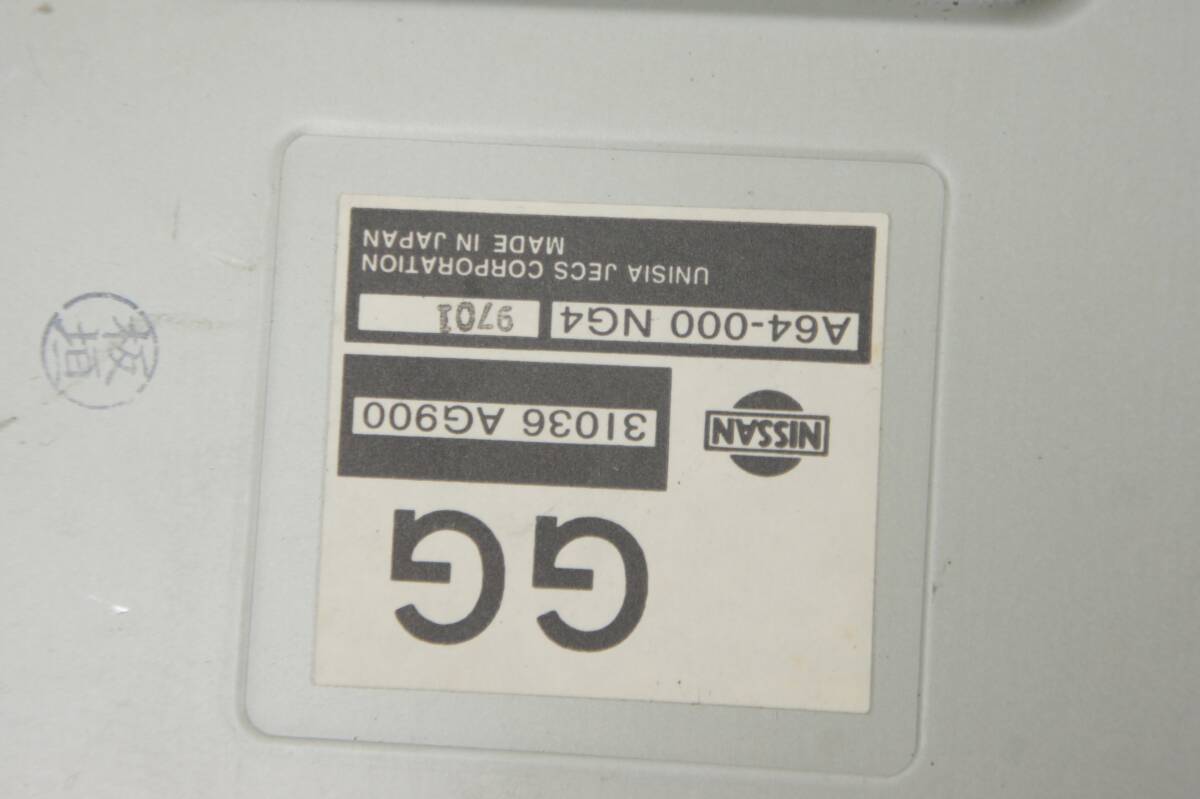 GG
NISSAN
31036 AG900
A64-000 NG4
9701
UNISIA JECS CORPORATION
MADE IN JAPAN